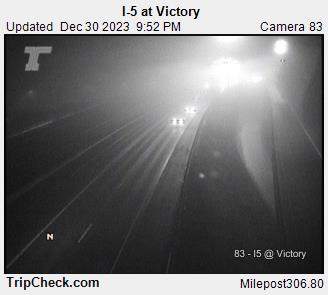 I-5 at Victory
Updated Dec 30 2023 9:52 PM Camera 83
T
N
83 - I5 @ Victory
TripCheck.com Milepost306.80